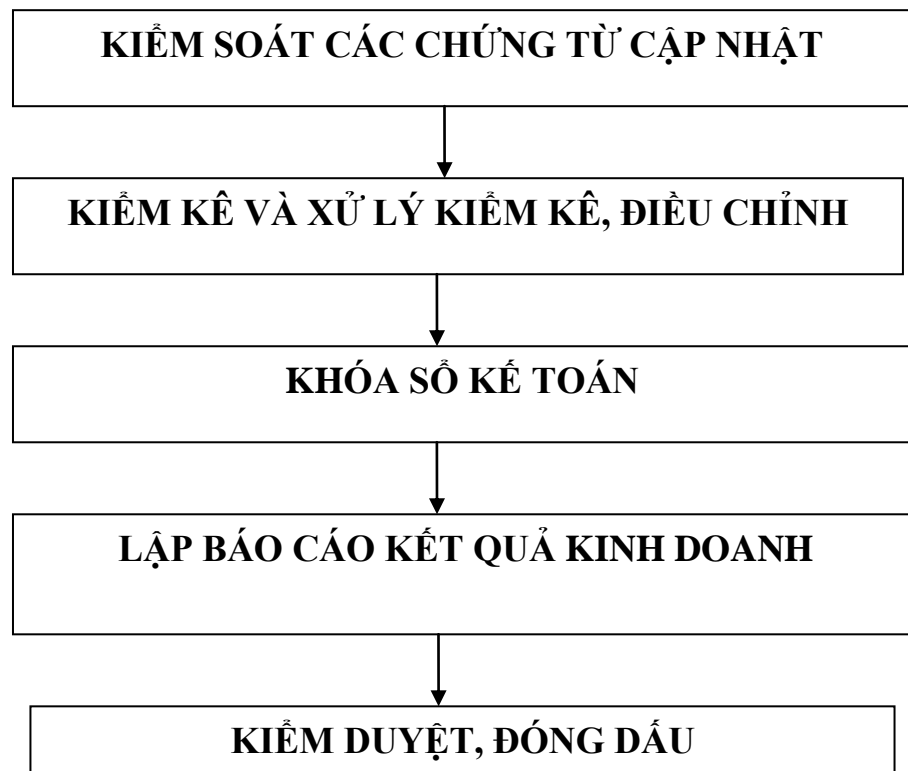 KIỂM SOÁT CÁC CHỨNG TỪ CẬP NHẬT
KIỂM KÊ VÀ XỬ LÝ KIỂM KÊ, ĐIỀU CHỈNH
KHÓA SỔ KẾ TOÁN
LẬP BÁO CÁO KẾT QUẢ KINH DOANH
KIỂM DUYỆT, ĐÓNG DẤU